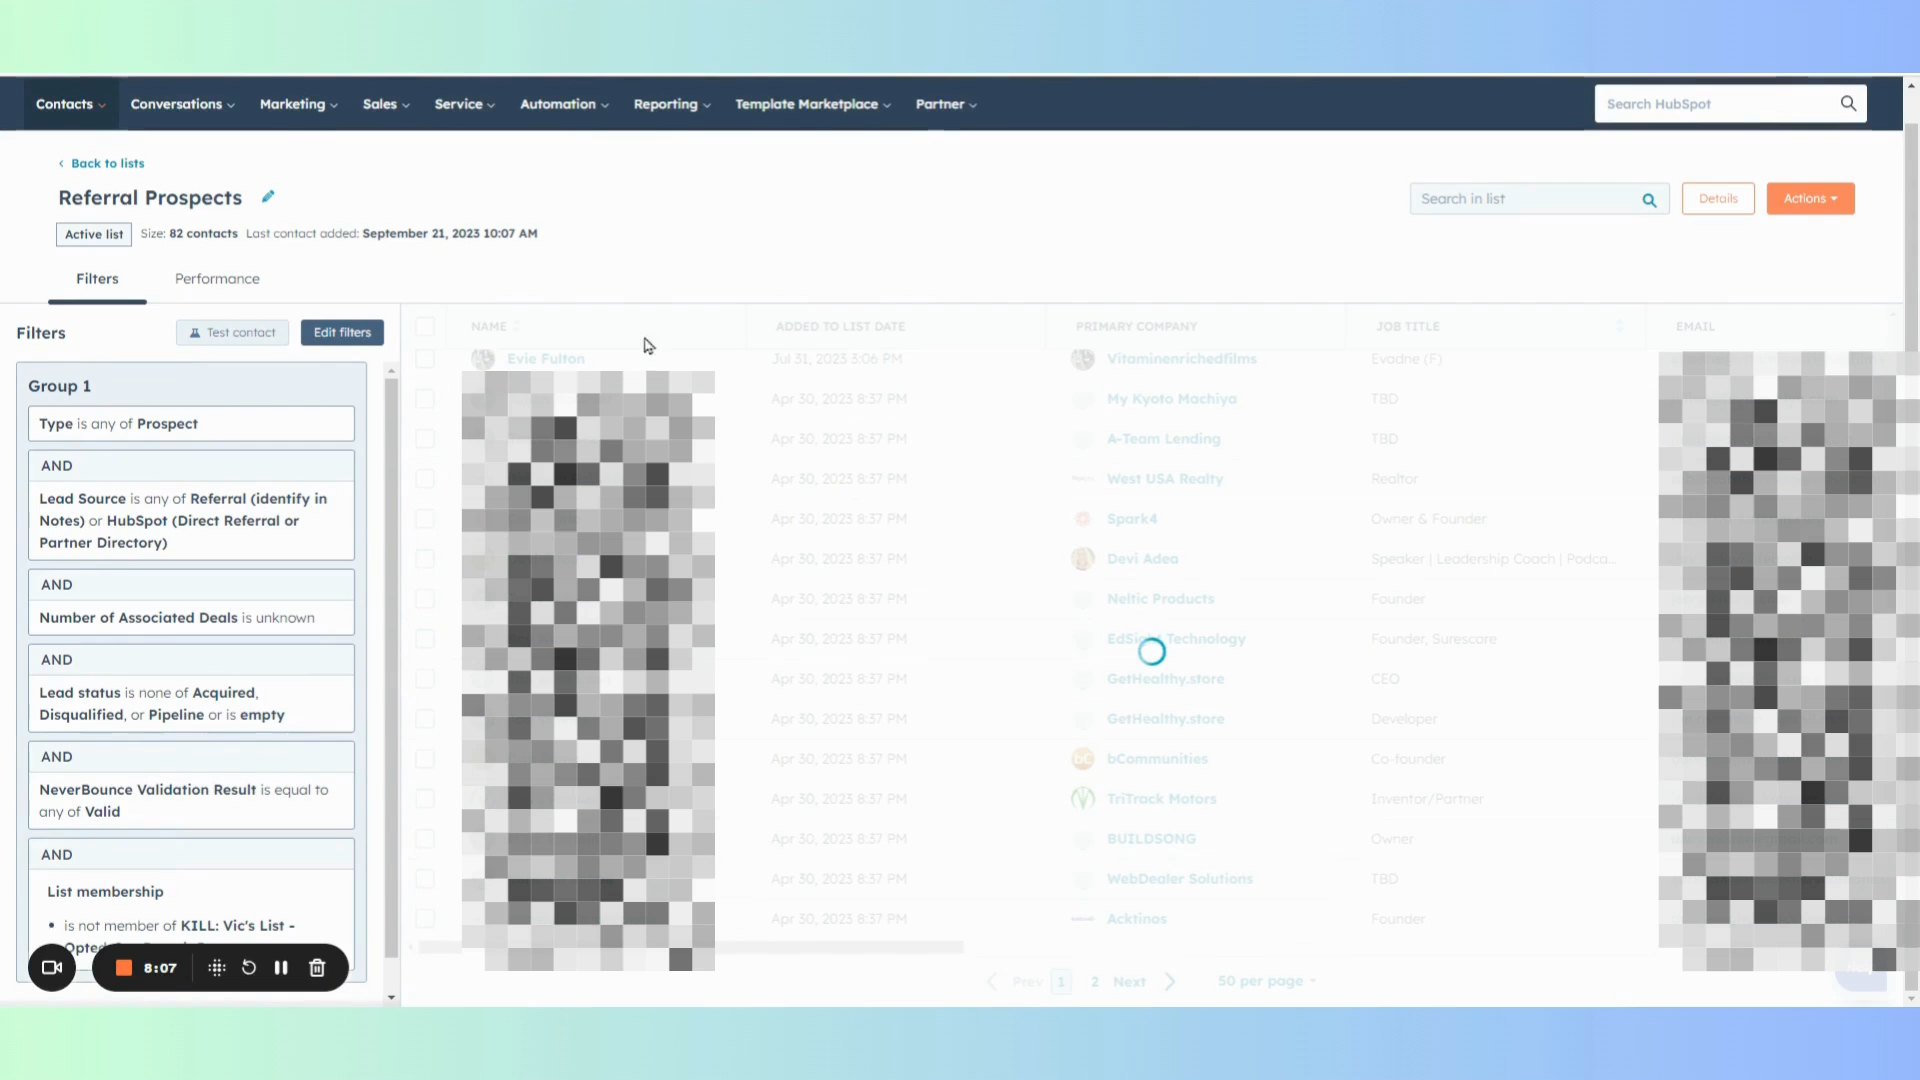 Contacts Conversations Marketing Sales Service Automation Reporting Template Marketplace Partner Search HubSpot
Back to lists
Referral Prospects
Search in list Details Actions
Active list Size: 82 contacts Last contact added: September 21, 2023 10:07 AM
Filters Performance
Filters Test contact Edit filters
Group 1
Type is any of Prospect
AND
Lead Source is any of Referral (identify in
Notes) or HubSpot (Direct Referral or
Partner Directory)
AND
Number of Associated Deals is unknown
AND
Lead status is none of Acquired,
Disqualified, or Pipeline or is empty
AND
NeverBounce Validation Result is equal to
any of Valid
AND
List membership
• is not member of KILL: Vic's List -
8:07
NAME ADDED TO LIST DATE PRIMARY COMPANY JOB TITLE EMAIL
Evie Fulton Jul 31, 2023 3:06 PM Vitaminenrichedfilms Evadne (F)
Apr 30, 2023 8:37 PM My Kyoto Machiya TBD
Apr 30, 2023 8:37 PM A-Team Lending TBD
Apr 30, 2023 8:37 PM West USA Realty Realtor
Apr 30, 2023 8:37 PM Spark4 Owner & Founder
Apr 30, 2023 8:37 PM Devi Adea Speaker | Leadership Coach | Podca...
Apr 30, 2023 8:37 PM Neltic Products Founder
Apr 30, 2023 8:37 PM Technology Founder, Surescore
Apr 30, 2023 8:37 PM GetHealthy.store CEO
Apr 30, 2023 8:37 PM GetHealthy.store Developer
Apr 30, 2023 8:37 PM bC bCommunities Co-founder
Apr 30, 2023 8:37 PM TriTrack Motors Inventor/Partner
Apr 30, 2023 8:37 PM BUILDSONG Owner
Apr 30, 2023 8:37 PM WebDealer Solutions TBD
Apr 30, 2023 8:37 PM Acktinos Founder
Prev 1 2 Next 50 per page